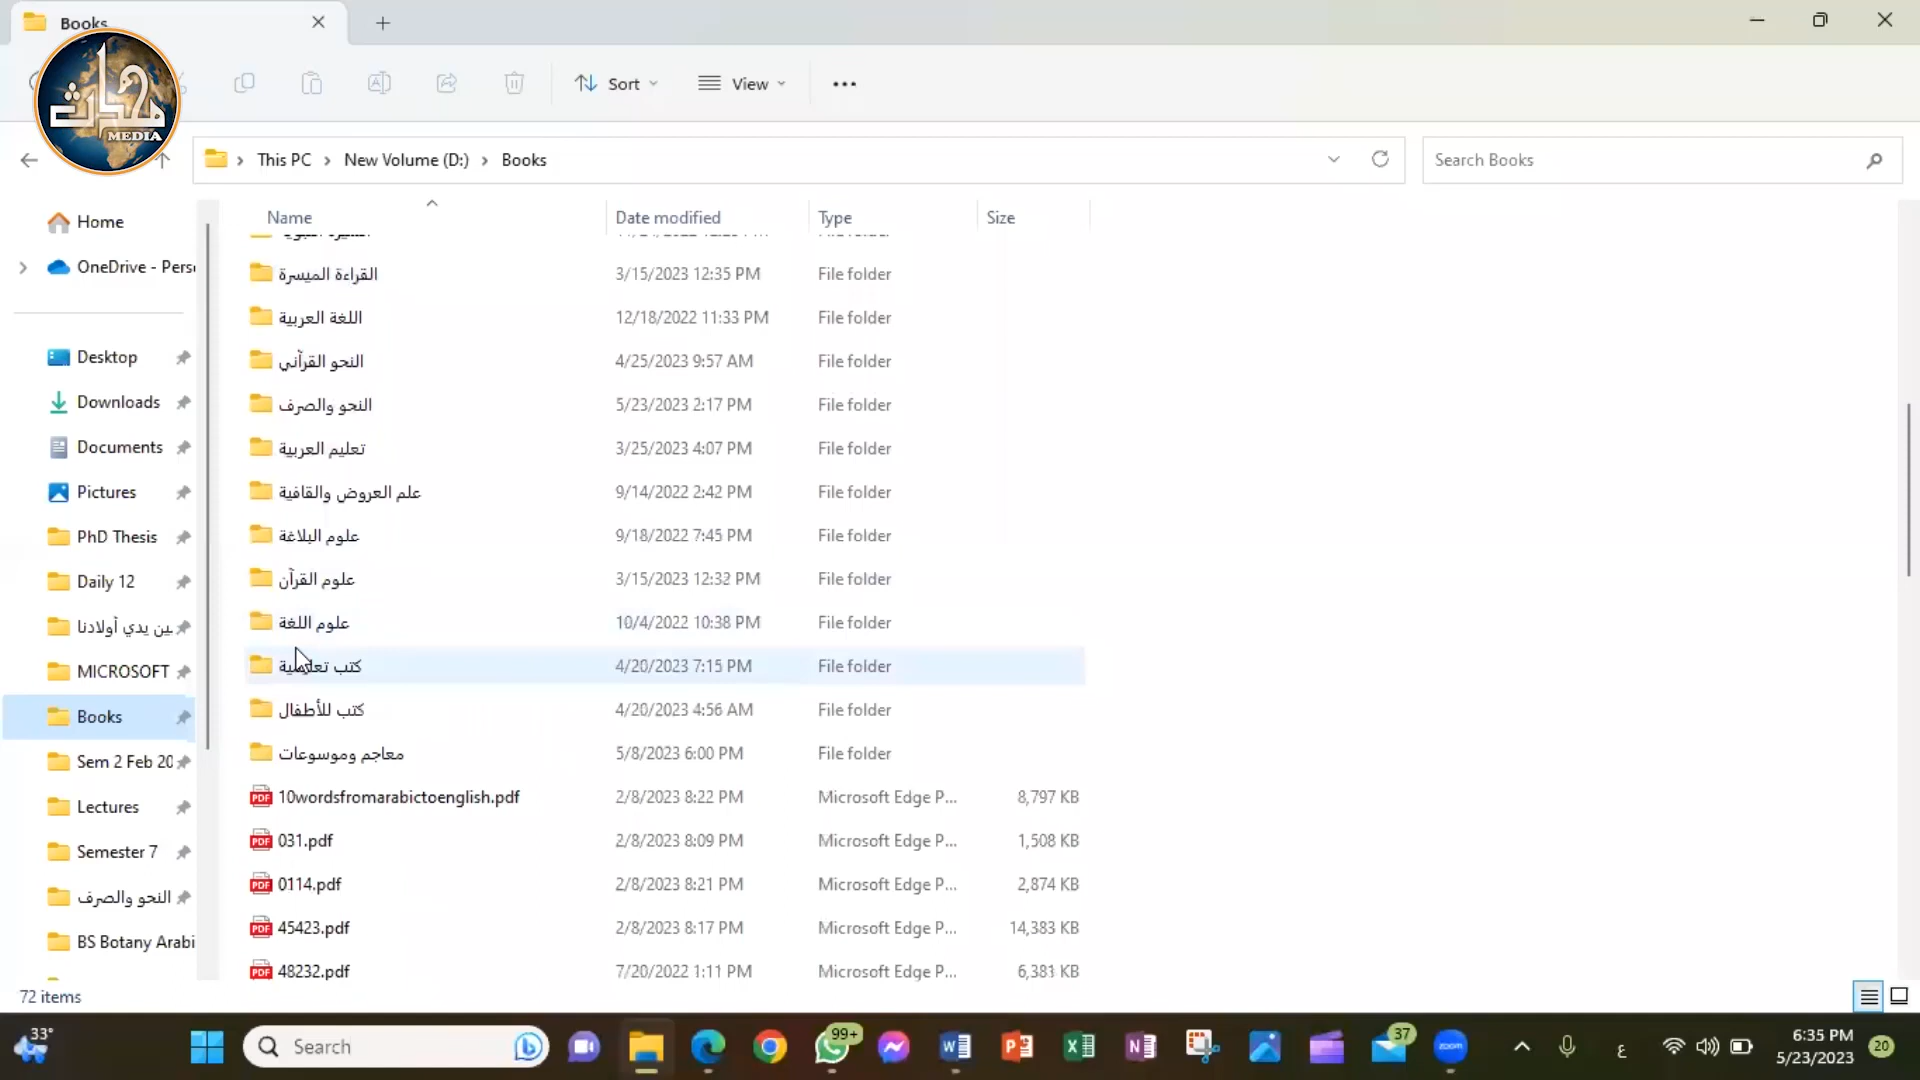 Books
محدث
MEDIA
Sort
View
This PC > New Volume (D:) > Books
Search Books
Name Date modified Type Size
القراءة الميسرة 3/15/2023 12:35 PM File folder
اللغة العربية 12/18/2022 11:33 PM File folder
النحو القرآني 4/25/2023 9:57 AM File folder
النحو والصرف 5/23/2023 2:17 PM File folder
تعليم العربية 3/25/2023 4:07 PM File folder
علم العروض والقافية 9/14/2022 2:42 PM File folder
علوم البلاغة 9/18/2022 7:45 PM File folder
علوم القرآن 3/15/2023 12:32 PM File folder
علوم اللغة 10/4/2022 10:38 PM File folder
كتب تعليمية 4/20/2023 7:15 PM File folder
كتب للأطفال 4/20/2023 4:56 AM File folder
معاجم وموسوعات 5/8/2023 6:00 PM File folder
10wordsfromarabictoenglish.pdf 2/8/2023 8:22 PM Microsoft Edge P... 8,797 KB
031.pdf 2/8/2023 8:09 PM Microsoft Edge P... 1,508 KB
0114.pdf 2/8/2023 8:21 PM Microsoft Edge P... 2,874 KB
45423.pdf 2/8/2023 8:17 PM Microsoft Edge P... 14,383 KB
48232.pdf 7/20/2022 1:11 PM Microsoft Edge P... 6,381 KB
Home
OneDrive - Pers
Desktop
Downloads
Documents
Pictures
PhD Thesis
Daily 12
ين يدي أولادنا
MICROSOFT
Books
Sem 2 Feb 20
Lectures
Semester 7
النحو والصرف
BS Botany Arabi
72 items
33°
Search
99+
37
zoom
ع
6:35 PM
5/23/2023
20